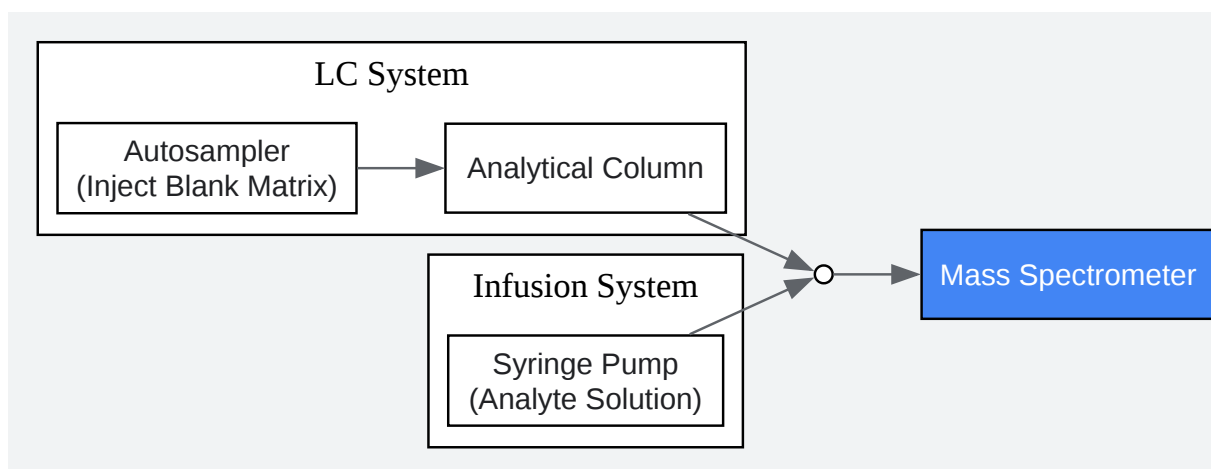 LC System
Autosampler
(Inject Blank Matrix)
Analytical Column
Mass Spectrometer
Infusion System
Syringe Pump
(Analyte Solution)